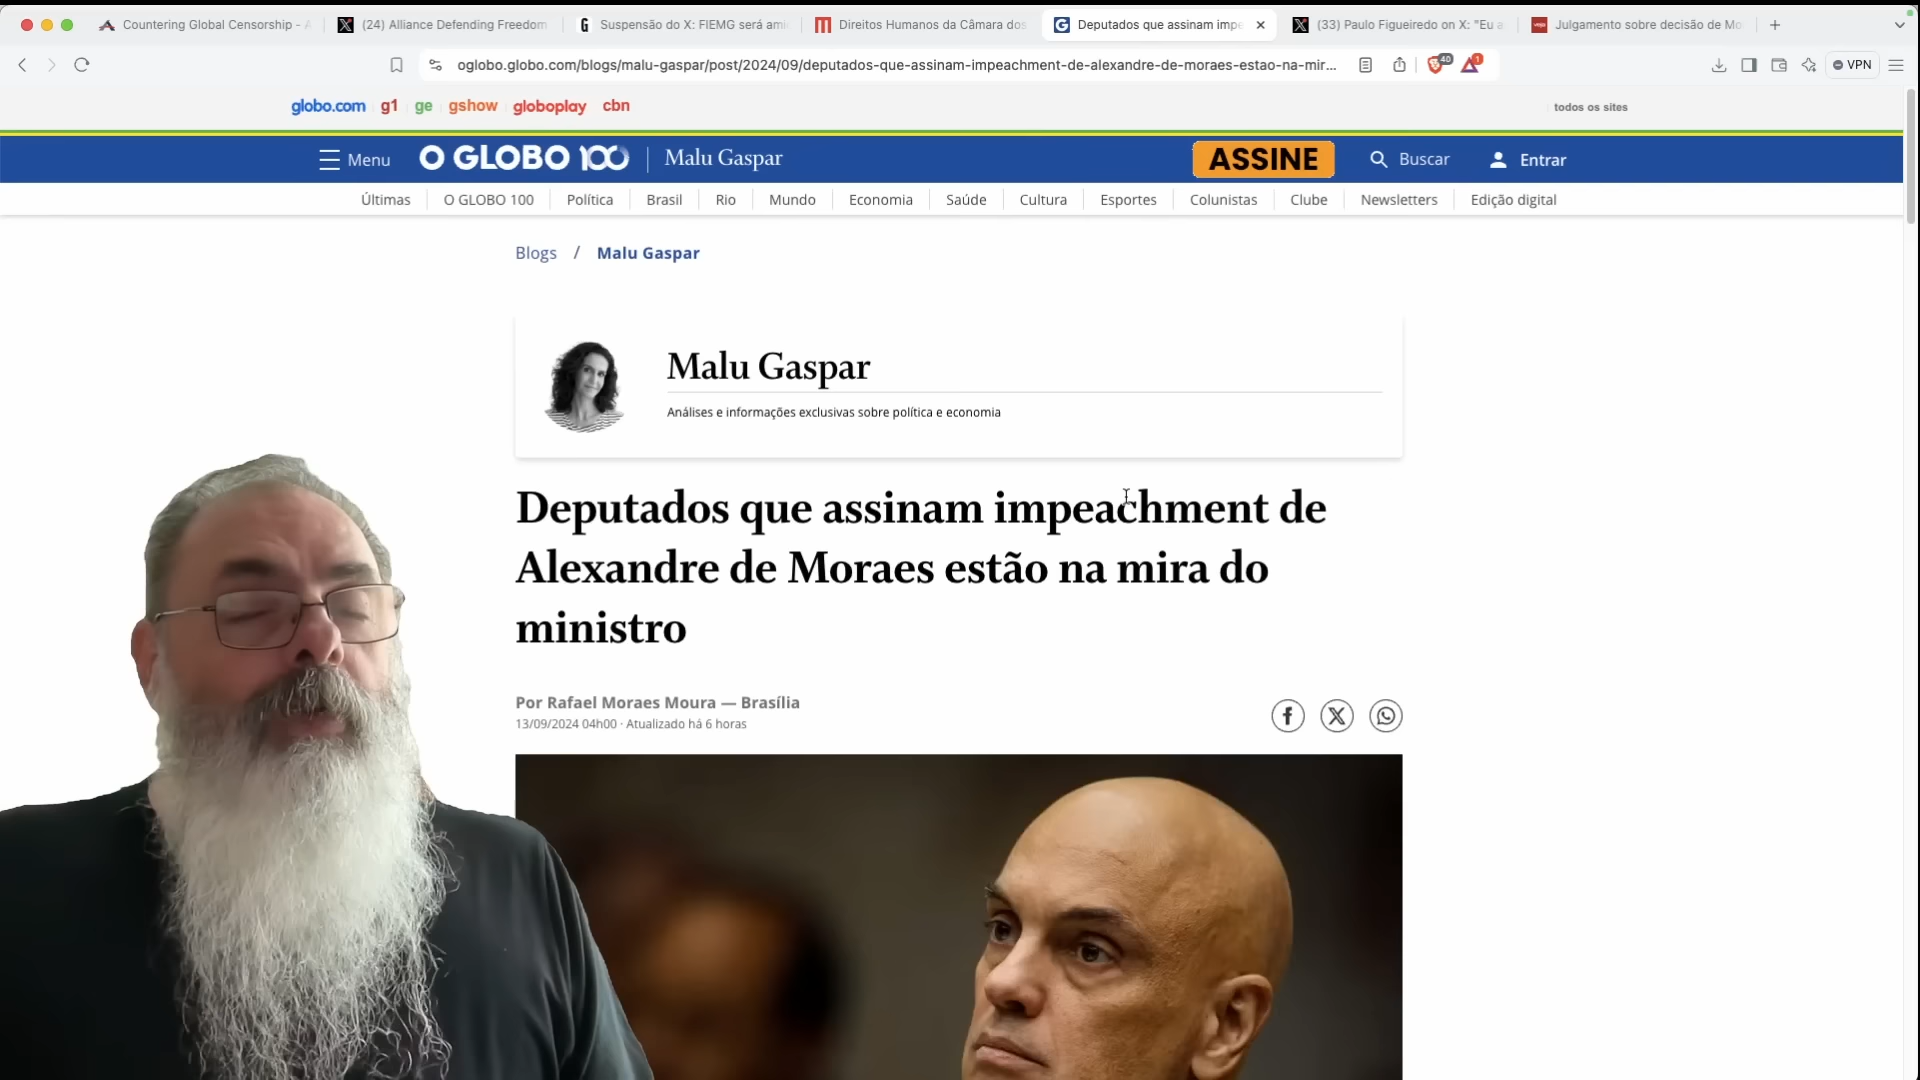 Countering Global Censorship - A
(24) Alliance Defending Freedom
Suspensão do X: FIEMG será ami
Direitos Humanos da Câmara dos
Deputados que assinam impe
(33) Paulo Figueiredo on X: "Eu a
Julgamento sobre decisão de Mo
oglobo.globo.com/blogs/malu-gaspar/post/2024/09/deputados-que-assinam-impeachment-de-alexandre-de-moraes-estao-na-mir...
40
1
VPN
globo.com g1 ge gshow globoplay cbn
todos os sites
Menu
O GLOBO 100
Malu Gaspar
ASSINE
Buscar
Entrar
Últimas O GLOBO 100 Política Brasil Rio Mundo Economia Saúde Cultura Esportes Colunistas Clube Newsletters Edição digital
Blogs / Malu Gaspar
Malu Gaspar
Análises e informações exclusivas sobre política e economia
Deputados que assinam impeachment de
Alexandre de Moraes estão na mira do
ministro
Por Rafael Moraes Moura — Brasília
13/09/2024 04h00 · Atualizado há 6 horas